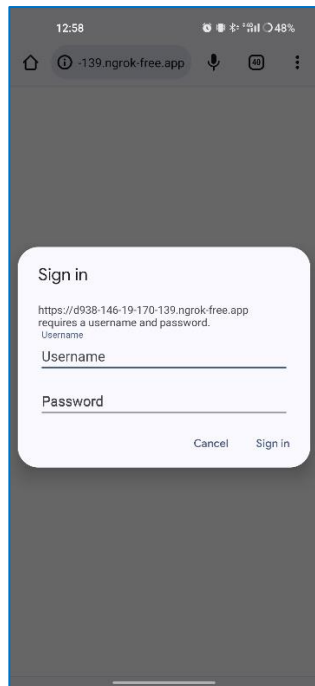 12:58
48%
-139.ngrok-free.app
40
Sign in
https://d938-146-19-170-139.ngrok-free.app
requires a username and password.
Username
Username
Password
Cancel Sign in